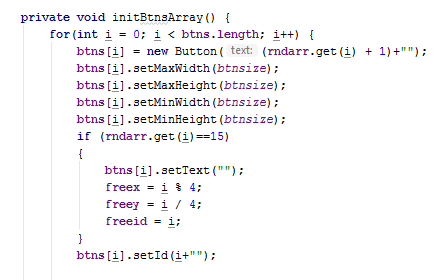 private void initBtnsArray() {
for(int i = 0; i < btns.length; i++) {
btns[i] = new Button( text: (rndarr.get(i) + 1)+"");
btns[i].setMaxWidth(btnsize);
btns[i].setMaxHeight(btnsize);
btns[i].setMinWidth(btnsize);
btns[i].setMinHeight(btnsize);
if (rndarr.get(i)==15)
{
btns[i].setText("");
freex = i % 4;
freey = i / 4;
freeid = i;
}
btns[i].setId(i+"");